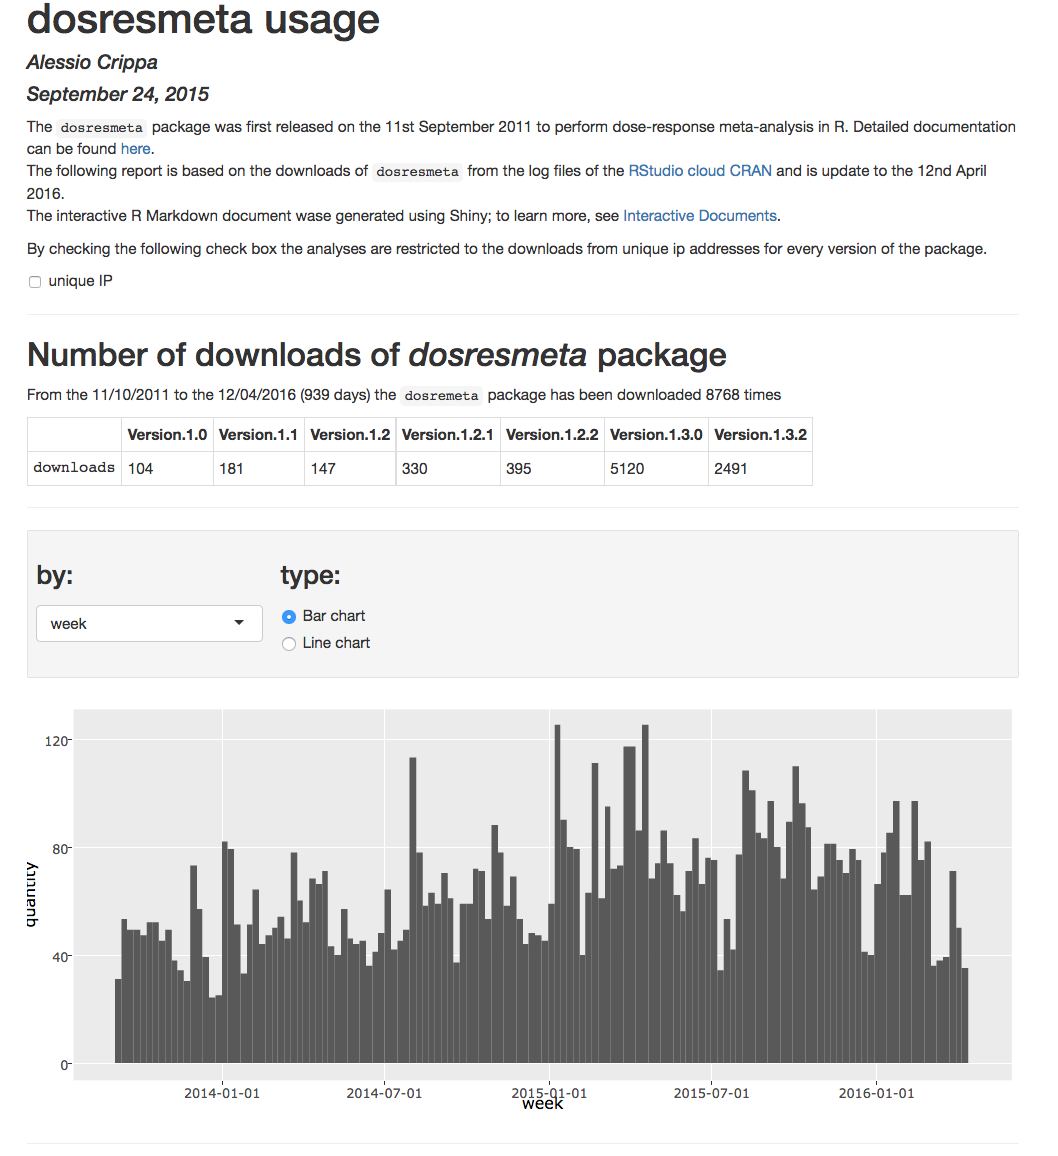 dosresmeta usage
Alessio Crippa
September 24, 2015
The dosresmeta package was first released on the 11st September 2011 to perform dose-response meta-analysis in R. Detailed documentation
can be found here.
The following report is based on the downloads of dosresmeta from the log files of the RStudio cloud CRAN and is update to the 12nd April
2016.
The interactive R Markdown document wase generated using Shiny; to learn more, see Interactive Documents.
By checking the following check box the analyses are restricted to the downloads from unique ip addresses for every version of the package.
unique IP
Number of downloads of dosresmeta package
From the 11/10/2011 to the 12/04/2016 (939 days) the dosremeta package has been downloaded 8768 times
Version.1.0 Version.1.1 Version.1.2 Version.1.2.1 Version.1.2.2 Version.1.3.0 Version.1.3.2
downloads 104 181 147 330 395 5120 2491
by: type:
week
Bar chart
Line chart
120
80
40
0
quantity
2014-01-01 2014-07-01 2015-01-01 2015-07-01 2016-01-01
week